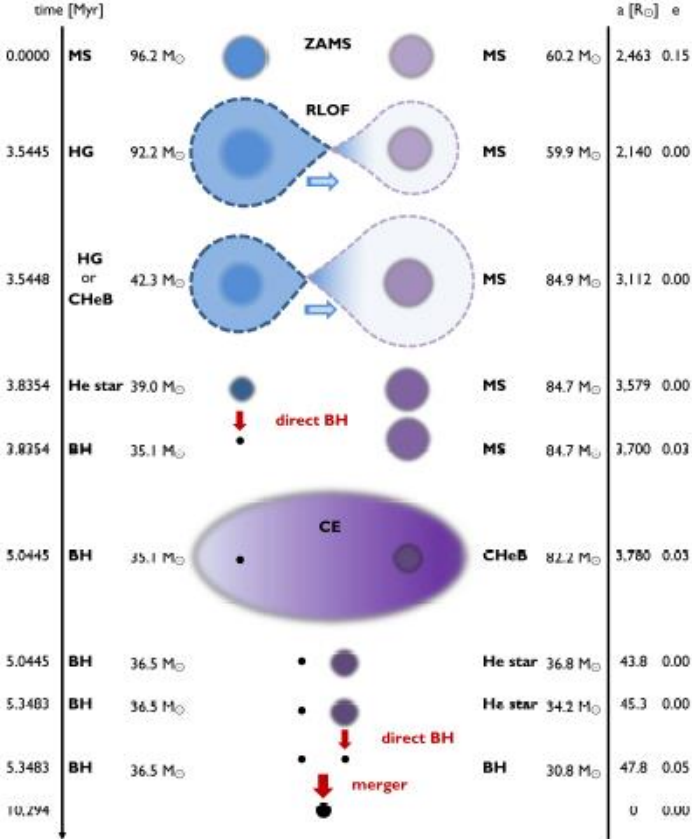 time [Myr] a [R☉] e
ZAMS
0.0000 MS 96.2 M☉ MS 60.2 M☉ 2,463 0.15
RLOF
3.5445 HG 92.2 M☉ MS 59.9 M☉ 2,140 0.00
HG
or
3.5448 CHeB 42.3 M☉ MS 84.9 M☉ 3,112 0.00
3.8354 He star 39.0 M☉ MS 84.7 M☉ 3,579 0.00
direct BH
3.8354 BH 35.1 M☉ MS 84.7 M☉ 3,700 0.03
CE
5.0445 BH 35.1 M☉ CHeB 82.2 M☉ 3,780 0.03
5.0445 BH 36.5 M☉ He star 36.8 M☉ 43.8 0.00
5.3483 BH 36.5 M☉ He star 34.2 M☉ 45.3 0.00
direct BH
5.3483 BH 36.5 M☉ BH 30.8 M☉ 47.8 0.05
merger
10,294 0 0.00